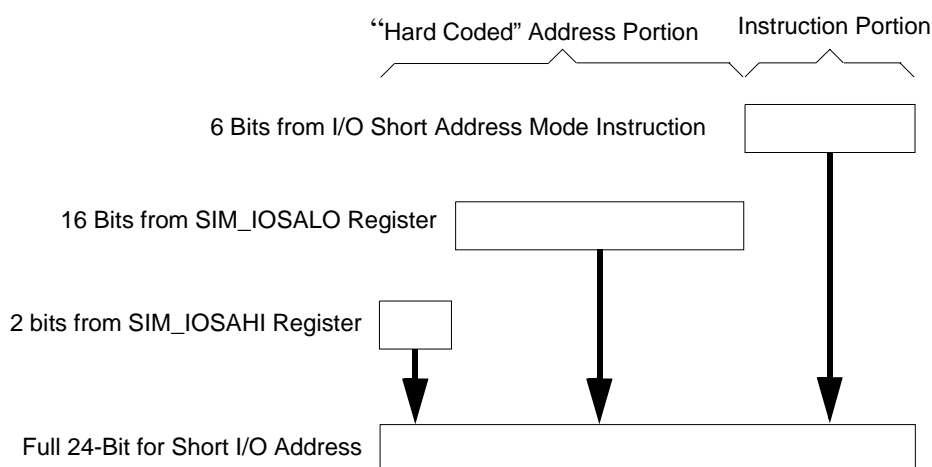 “Hard Coded” Address Portion
Instruction Portion
6 Bits from I/O Short Address Mode Instruction
16 Bits from SIM_IOSALO Register
2 bits from SIM_IOSAHI Register
Full 24-Bit for Short I/O Address